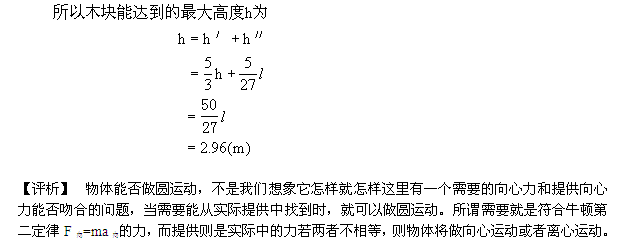 所以木块能达到的最大高度h为
h = h′ + h″
= 5/3 h + 5/27 l
= 50/27 l
= 2.96(m)
【评析】 物体能否做圆运动，不是我们想象它怎样就怎样这里有一个需要的向心力和提供向心
力能否吻合的问题，当需要能从实际提供中找到时，就可以做圆运动。所谓需要就是符合牛顿第
二定律 F向=ma向的力，而提供则是实际中的力若两者不相等，则物体将做向心运动或者离心运动。